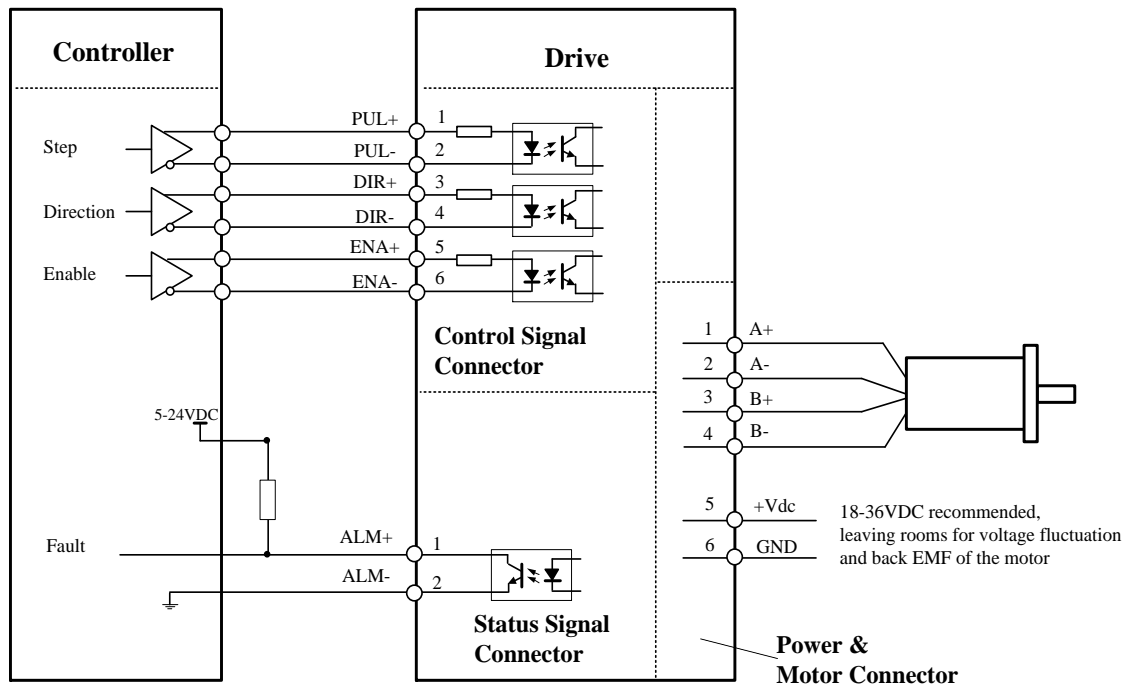 Controller
Drive
Step
PUL+
1
PUL-
2
Direction
DIR+
3
DIR-
4
Enable
ENA+
5
ENA-
6
Control Signal
Connector
1
A+
2
A-
3
B+
4
B-
5
+Vdc
6
GND
18-36VDC recommended,
leaving rooms for voltage fluctuation
and back EMF of the motor
5-24VDC
Fault
ALM+
1
ALM-
2
Status Signal
Connector
Power &
Motor Connector